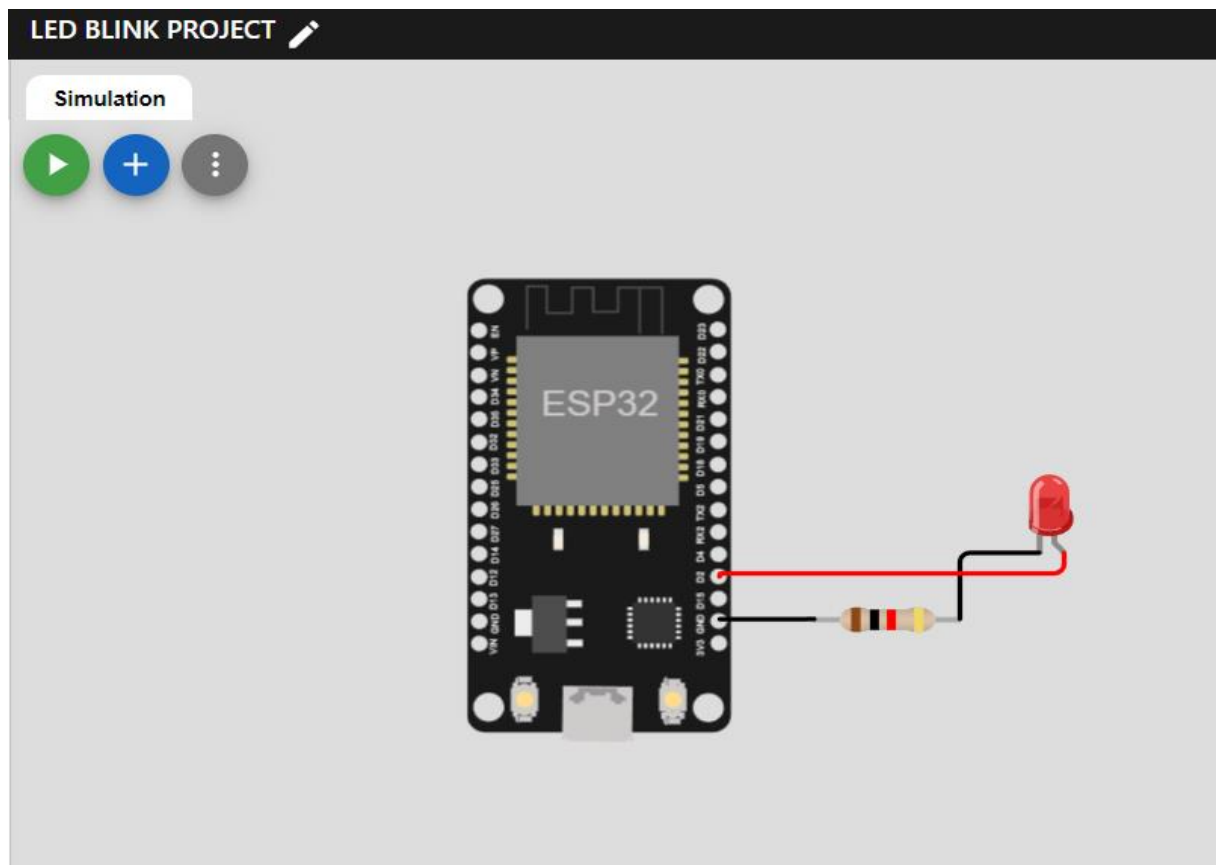 LED BLINK PROJECT
Simulation
ESP32
EN
VP
VN
D34
D35
D32
D33
D25
D26
D27
D14
D12
D13
GND
VIN
D23
D22
TX0
RX0
D21
D19
D18
D5
TX2
RX2
D4
D2
D15
GND
3V3